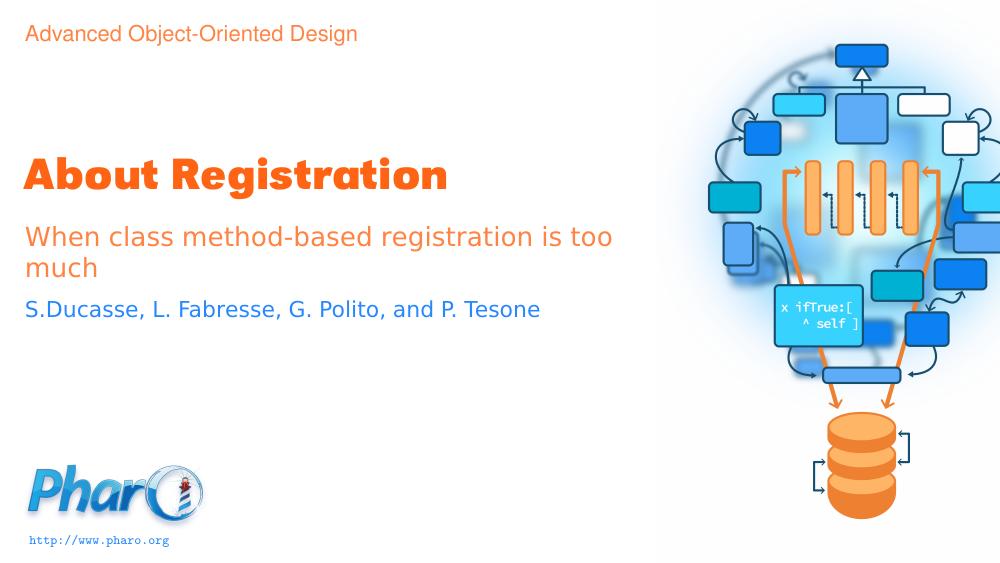 Advanced Object-Oriented Design
About Registration
When class method-based registration is too
much
S.Ducasse, L. Fabresse, G. Polito, and P. Tesone
x ifTrue:[
^ self ]
Pharo
http://www.pharo.org